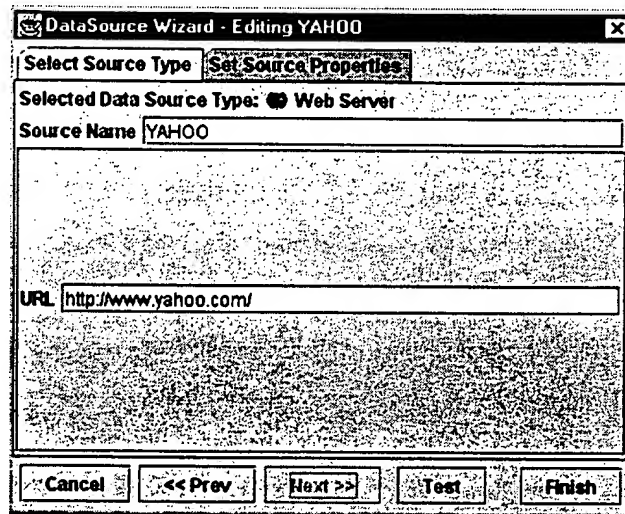 DataSource Wizard - Editing YAHOO
Select Source Type Set Source Properties
Selected Data Source Type: Web Server
Source Name YAHOO
URL http://www.yahoo.com/
Cancel << Prev Next >> Test Finish